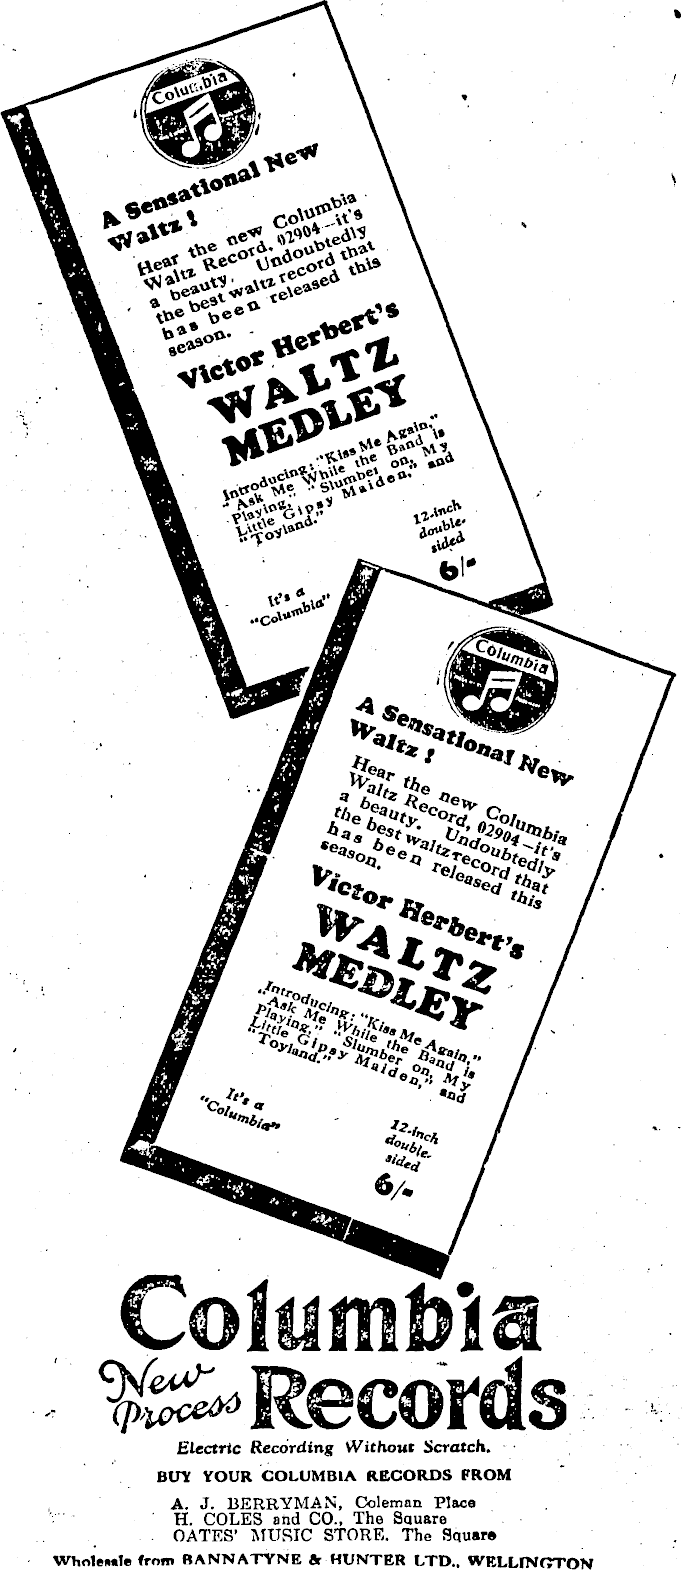 Columbia
A Sensational New
Waltz !
Hear the new Columbia
Waltz Record, 02904—it's
a beauty. Undoubtedly
the best waltz record that
has been released this
season.
Victor Herbert's
WALTZ
MEDLEY
Introducing: "Kiss Me Again,"
"Ask Me While the Band is
Playing," "Slumber on, My
Little Gipsy Maiden," and
"Toyland."
12-inch
double-
sided
6/-
It's a
"Columbia"
Columbia
A Sensational New
Waltz !
Hear the new Columbia
Waltz Record, 02904—it's
a beauty. Undoubtedly
the best waltz record that
has been released this
season.
Victor Herbert's
WALTZ
MEDLEY
Introducing: "Kiss Me Again,"
"Ask Me While the Band is
Playing," "Slumber on, My
Little Gipsy Maiden," and
"Toyland."
It's a
"Columbia"
12-inch
double-
sided
6/-
Columbia
New Process Records
Electric Recording Without Scratch.
BUY YOUR COLUMBIA RECORDS FROM
A. J. BERRYMAN, Coleman Place
H. COLES and CO., The Square
OATES' MUSIC STORE. The Square
Wholesale from BANNATYNE & HUNTER LTD., WELLINGTON